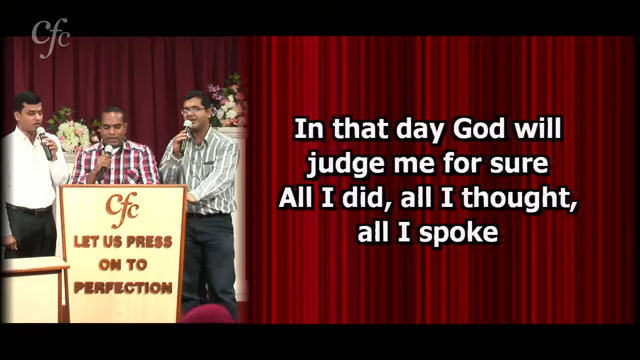 cfc
In that day God will
judge me for sure
All I did, all I thought,
all I spoke
cfc
LET US PRESS
ON TO
PERFECTION